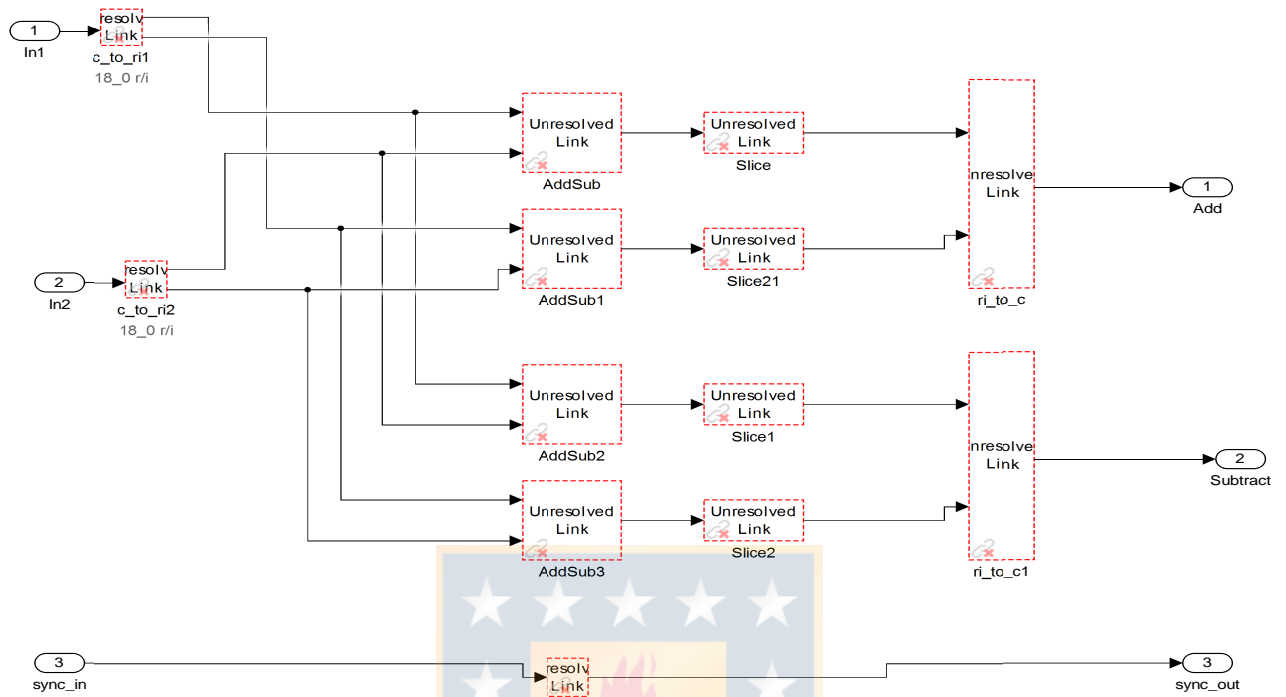 1
In1
resolv
Link
c_to_ri1
18_0 r/i
2
In2
resolv
Link
c_to_ri2
18_0 r/i
Unresolved
Link
AddSub
Unresolved
Link
Slice
Unresolved
Link
AddSub1
Unresolved
Link
Slice21
nresolve
Link
ri_to_c
1
Add
Unresolved
Link
AddSub2
Unresolved
Link
Slice1
Unresolved
Link
AddSub3
Unresolved
Link
Slice2
nresolve
Link
ri_to_c1
2
Subtract
3
sync_in
resolv
Link
3
sync_out